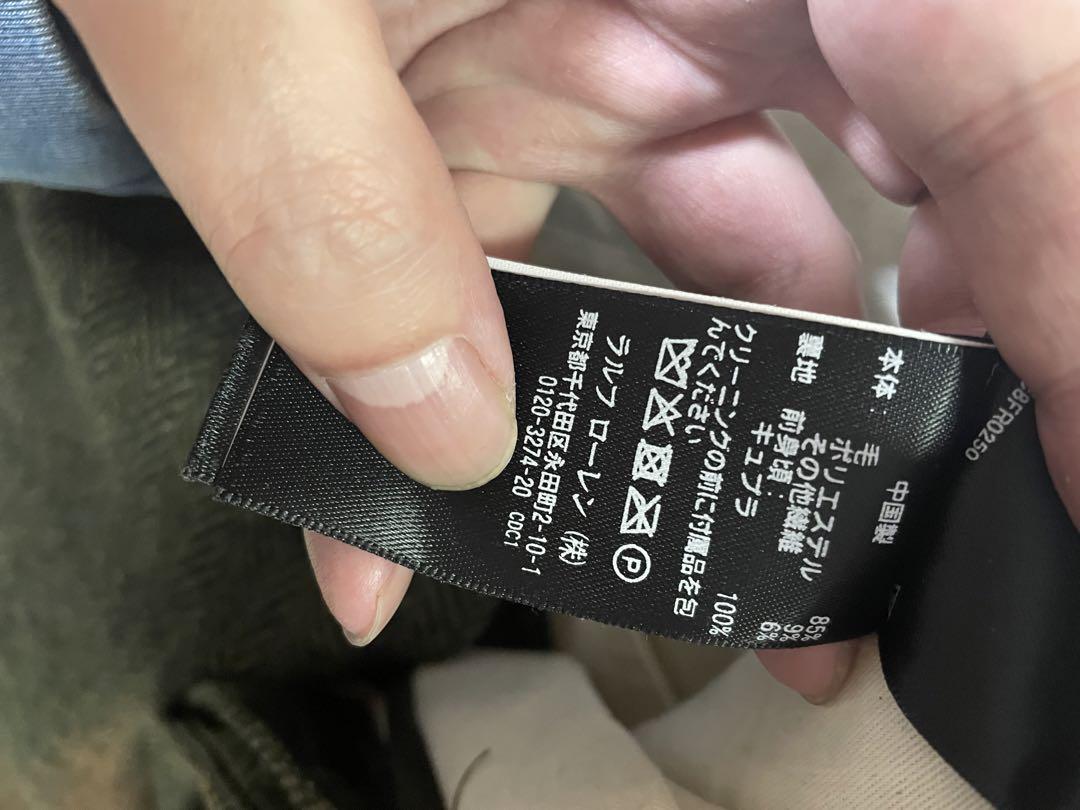 中国製
本体:
毛 85%
ポリエステル 9%
その他繊維 6%
裏地 前身頃:
キュプラ 100%
クリーニングの前に付属品を包
んでください
P
ラルフ ローレン (株)
東京都千代田区永田町2-10-1
0120-3274-20 CDC1
8FR0250